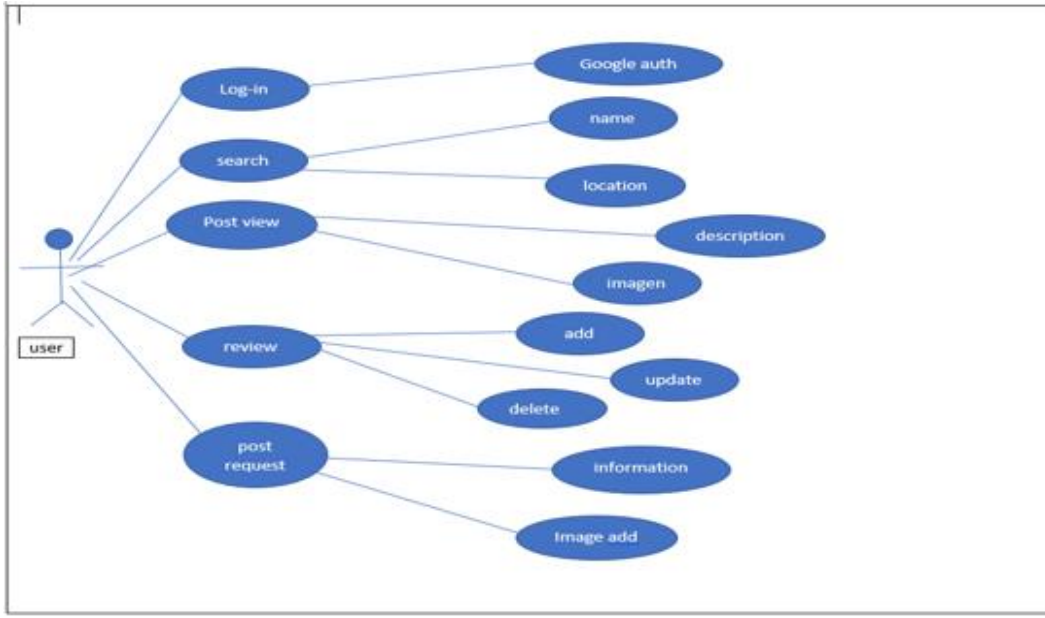 Log-in
Google auth
search
name
location
Post view
description
imagen
user
review
add
update
delete
post
request
information
Image add